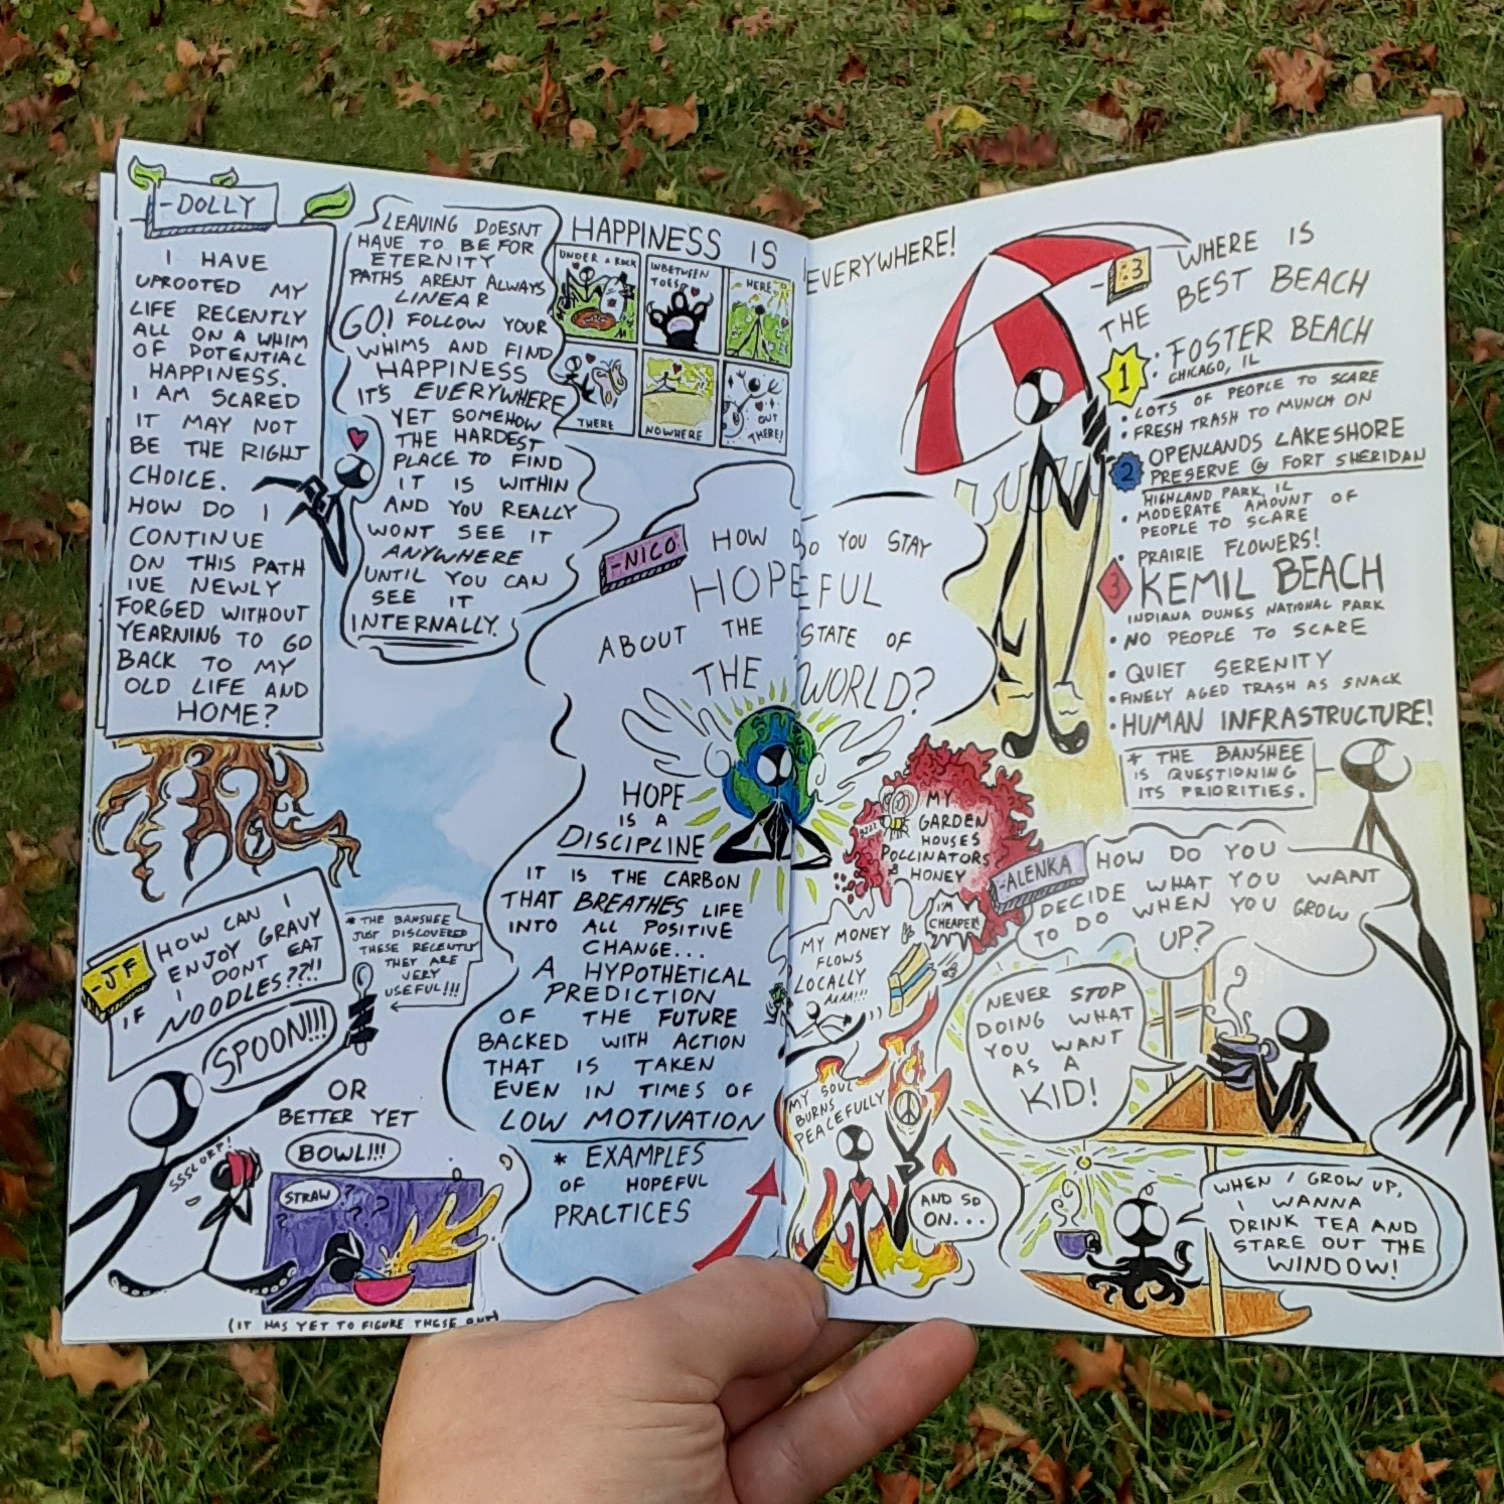 -DOLLY
I HAVE
UPROOTED MY
LIFE RECENTLY
ALL ON A WHIM
OF POTENTIAL
HAPPINESS.
I AM SCARED
IT MAY NOT
BE THE RIGHT
CHOICE.
HOW DO I
CONTINUE
ON THIS PATH
IVE NEWLY
FORGED WITHOUT
YEARNING TO GO
BACK TO MY
OLD LIFE AND
HOME?
LEAVING DOESNT
HAVE TO BE FOR
ETERNITY
PATHS ARENT ALWAYS
LINEAR
GO! FOLLOW YOUR
WHIMS AND FIND
HAPPINESS
IT'S EVERYWHERE
YET SOMEHOW
THE HARDEST
PLACE TO FIND
IT IS WITHIN
AND YOU REALLY
WONT SEE IT
ANYWHERE
UNTIL YOU CAN
SEE IT
INTERNALLY.
HAPPINESS IS
EVERYWHERE!
UNDER A ROCK
INBETWEEN
TOES
HERE
THERE
NOWHERE
OUT
THERE!
-JF
HOW CAN I
ENJOY GRAVY
IF I DONT EAT
NOODLES??!!
* THE BANSHEE
JUST DISCOVERED
THESE RECENTLY
THEY ARE
VERY
USEFUL!!!
SPOON!!!
OR
BETTER YET
BOWL!!!
SSSLORP!
STRAW
? ? ? ?
(IT HAS YET TO FIGURE THESE OUT)
-NICO
HOW DO YOU STAY
HOPEFUL
ABOUT THE STATE OF
THE WORLD?
HOPE
IS A
DISCIPLINE
IT IS THE CARBON
THAT BREATHES LIFE
INTO ALL POSITIVE
CHANGE...
A HYPOTHETICAL
PREDICTION
OF THE FUTURE
BACKED WITH ACTION
THAT IS TAKEN
EVEN IN TIMES OF
LOW MOTIVATION
* EXAMPLES
OF HOPEFUL
PRACTICES
BZZZ
MY
GARDEN
HOUSES
POLLINATORS
& HONEY
I'M
CHEAPER!
MY MONEY
FLOWS
LOCALLY
MM!!!
MY SOUL
BURNS
PEACEFULLY
AND SO
ON...
-:3
WHERE IS
THE BEST BEACH
1
FOSTER BEACH
CHICAGO, IL
• LOTS OF PEOPLE TO SCARE
• FRESH TRASH TO MUNCH ON
2
OPENLANDS LAKESHORE
PRESERVE @ FORT SHERIDAN
HIGHLAND PARK, IL
• MODERATE AMOUNT OF
PEOPLE TO SCARE
• PRAIRIE FLOWERS!
3
KEMIL BEACH
INDIANA DUNES NATIONAL PARK
• NO PEOPLE TO SCARE
• QUIET SERENITY
• FINELY AGED TRASH AS SNACK
• HUMAN INFRASTRUCTURE!
* THE BANSHEE
IS QUESTIONING
ITS PRIORITIES.
-ALENKA
HOW DO YOU
DECIDE WHAT YOU WANT
TO DO WHEN YOU GROW
UP?
NEVER STOP
DOING WHAT
YOU WANT
AS A
KID!
WHEN I GROW UP,
I WANNA
DRINK TEA AND
STARE OUT THE
WINDOW!